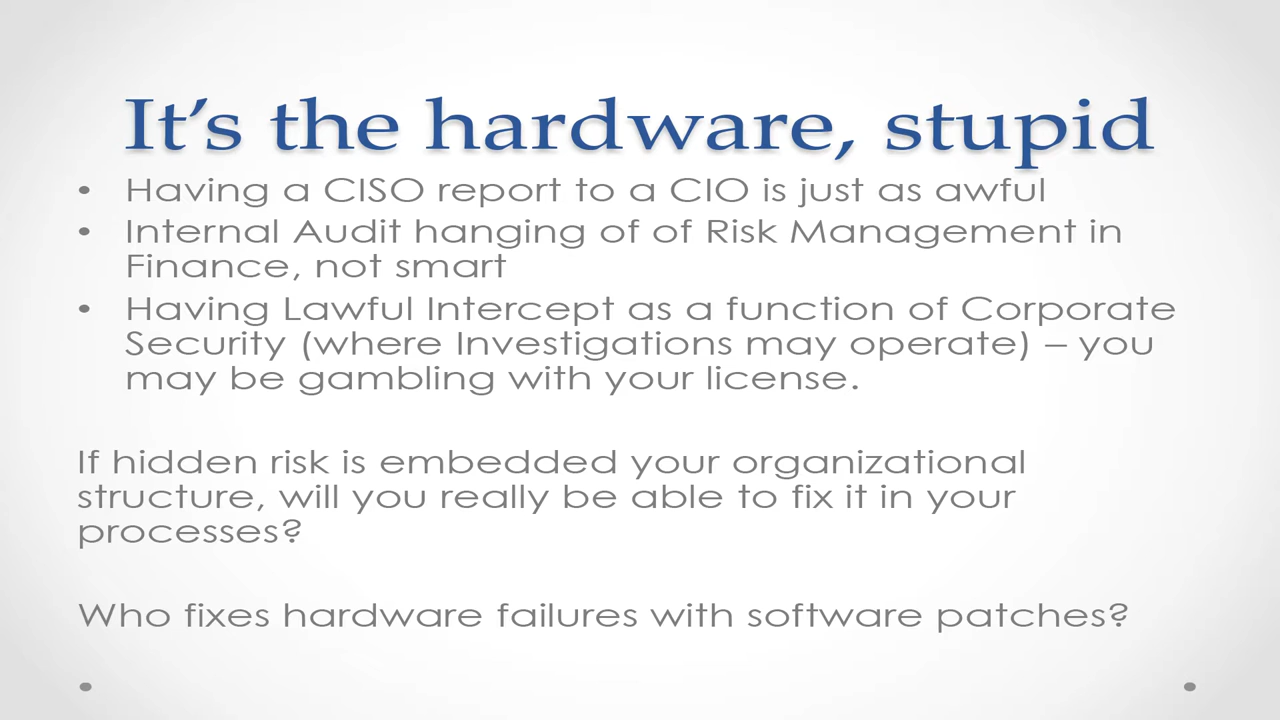 It’s the hardware, stupid
• Having a CISO report to a CIO is just as awful
• Internal Audit hanging of of Risk Management in
Finance, not smart
• Having Lawful Intercept as a function of Corporate
Security (where Investigations may operate) – you
may be gambling with your license.
If hidden risk is embedded your organizational
structure, will you really be able to fix it in your
processes?
Who fixes hardware failures with software patches?